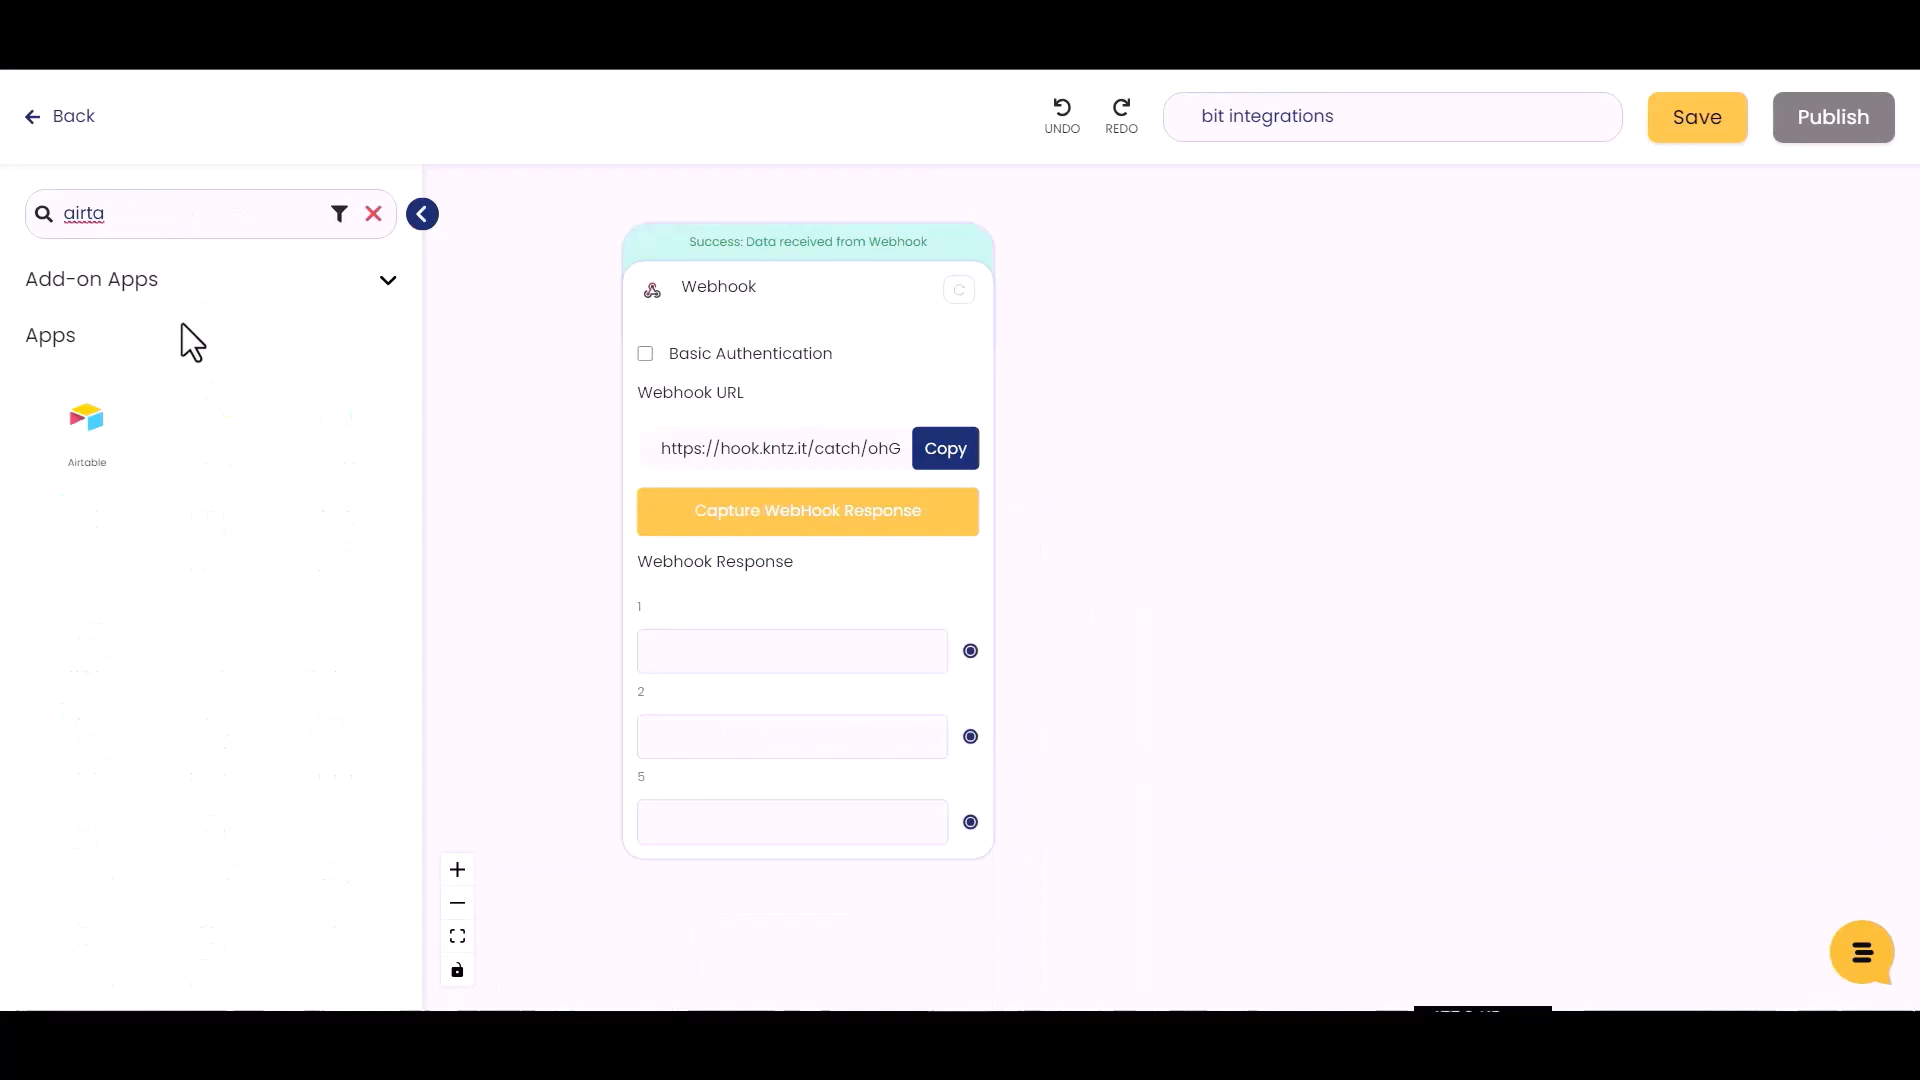 Back
UNDO
REDO
bit integrations
Save
Publish
airta
Add-on Apps
Apps
Airtable
Success: Data received from Webhook
Webhook
Basic Authentication
Webhook URL
https://hook.kntz.it/catch/ohG
Copy
Capture WebHook Response
Webhook Response
1
2
5